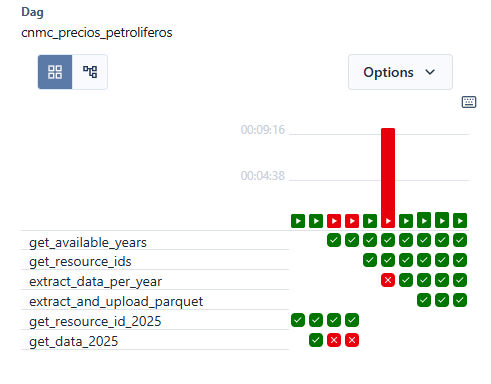 Dag
cnmc_precios_petroliferos
Options
00:09:16
00:04:38
get_available_years
get_resource_ids
extract_data_per_year
extract_and_upload_parquet
get_resource_id_2025
get_data_2025